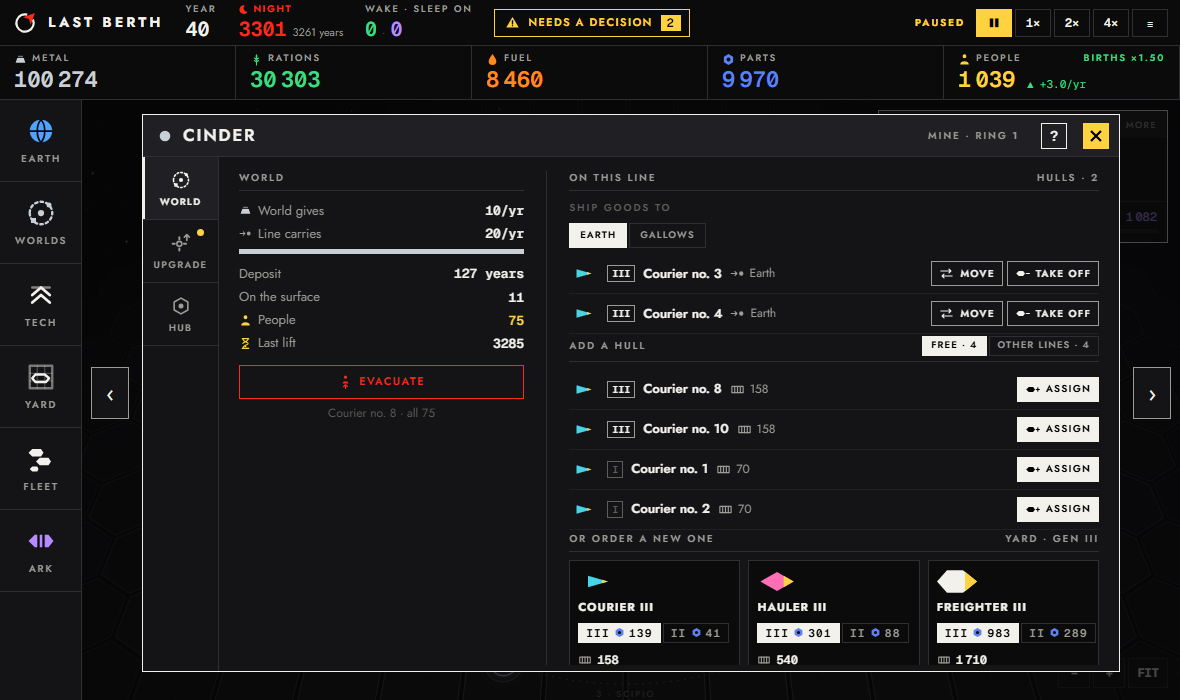 LAST BERTH
YEAR
40
NIGHT
3301 3261 years
WAKE · SLEEP ON
0 · 0
NEEDS A DECISION 2
PAUSED
1×
2×
4×
≡
METAL
100 274
RATIONS
30 303
FUEL
8 460
PARTS
9 970
PEOPLE
BIRTHS ×1.50
1 039 ▲ +3.0/yr
EARTH
WORLDS
TECH
YARD
FLEET
ARK
CINDER
MINE · RING 1
?
MORE
1 082
WORLD
UPGRADE
HUB
WORLD
World gives 10/yr
Line carries 20/yr
Deposit 127 years
On the surface 11
People 75
Last lift 3285
EVACUATE
Courier no. 8 · all 75
ON THIS LINE HULLS · 2
SHIP GOODS TO
EARTH GALLOWS
III Courier no. 3 Earth MOVE TAKE OFF
III Courier no. 4 Earth MOVE TAKE OFF
ADD A HULL FREE · 4 OTHER LINES · 4
III Courier no. 8 158 ASSIGN
III Courier no. 10 158 ASSIGN
I Courier no. 1 70 ASSIGN
I Courier no. 2 70 ASSIGN
OR ORDER A NEW ONE YARD · GEN III
COURIER III
III 139 II 41
158
HAULER III
III 301 II 88
540
FREIGHTER III
III 983 II 289
1 710
3 · SCIPIO
FIT